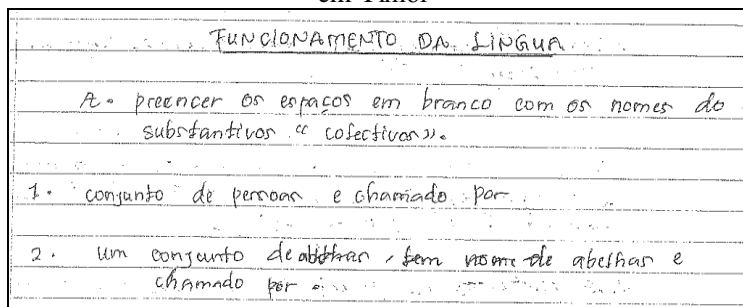 em Timor
FUNCIONAMENTO DA LINGUA
A. preencer os espaços em branco com os nomes do
substantivos "colectivos".
1. conjunto de pessoas e chamado por
2. um conjunto de abelhas, tem nome de abelhas e
chamado por :